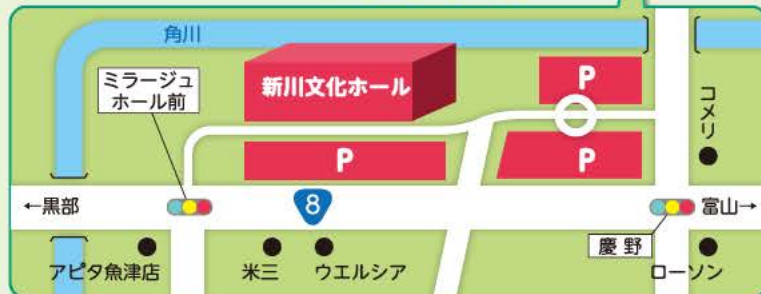 角川
ミラージュ
ホール前
新川文化ホール
P
P
P
コメリ
←黒部
8
富山→
慶野
アピタ魚津店
米三
ウエルシア
ローソン